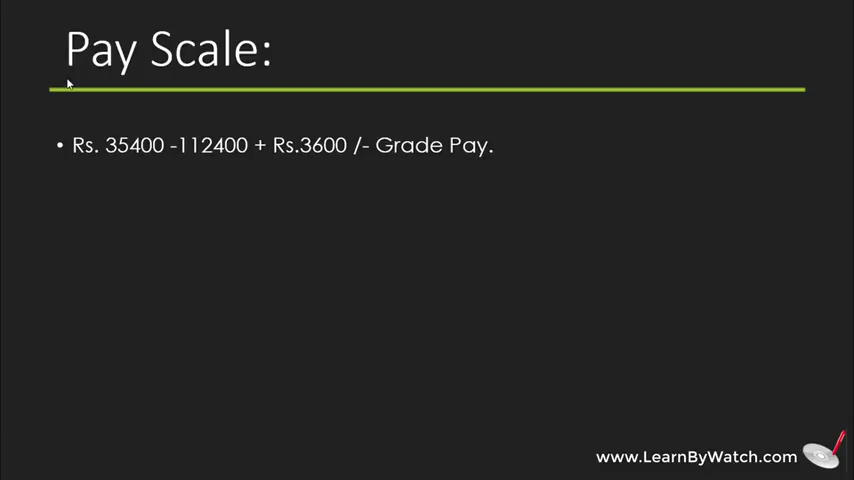 Pay Scale:
• Rs. 35400 -112400 + Rs.3600 /- Grade Pay.
www.LearnByWatch.com